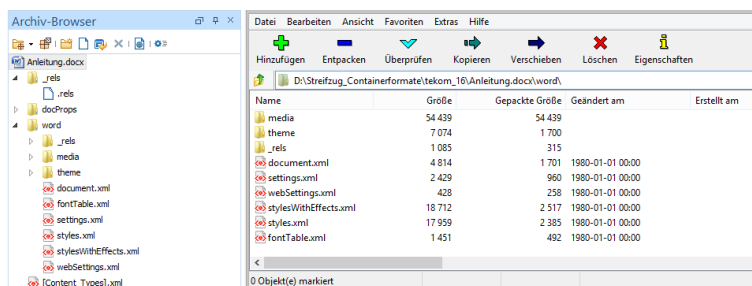 Archiv-Browser
Anleitung.docx
_rels
.rels
docProps
word
_rels
media
theme
document.xml
fontTable.xml
settings.xml
styles.xml
stylesWithEffects.xml
webSettings.xml
[Content_Types].xml
Datei Bearbeiten Ansicht Favoriten Extras Hilfe
Hinzufügen Entpacken Überprüfen Kopieren Verschieben Löschen Eigenschaften
D:\Streifzug_Containerformate\tekom_16\Anleitung.docx\word\
Name Größe Gepackte Größe Geändert am Erstellt am
media 54 439 54 439
theme 7 074 1 700
_rels 1 085 315
document.xml 4 814 1 701 1980-01-01 00:00
settings.xml 2 429 960 1980-01-01 00:00
webSettings.xml 428 258 1980-01-01 00:00
stylesWithEffects.xml 18 712 2 517 1980-01-01 00:00
styles.xml 17 959 2 385 1980-01-01 00:00
fontTable.xml 1 451 492 1980-01-01 00:00
0 Objekt(e) markiert